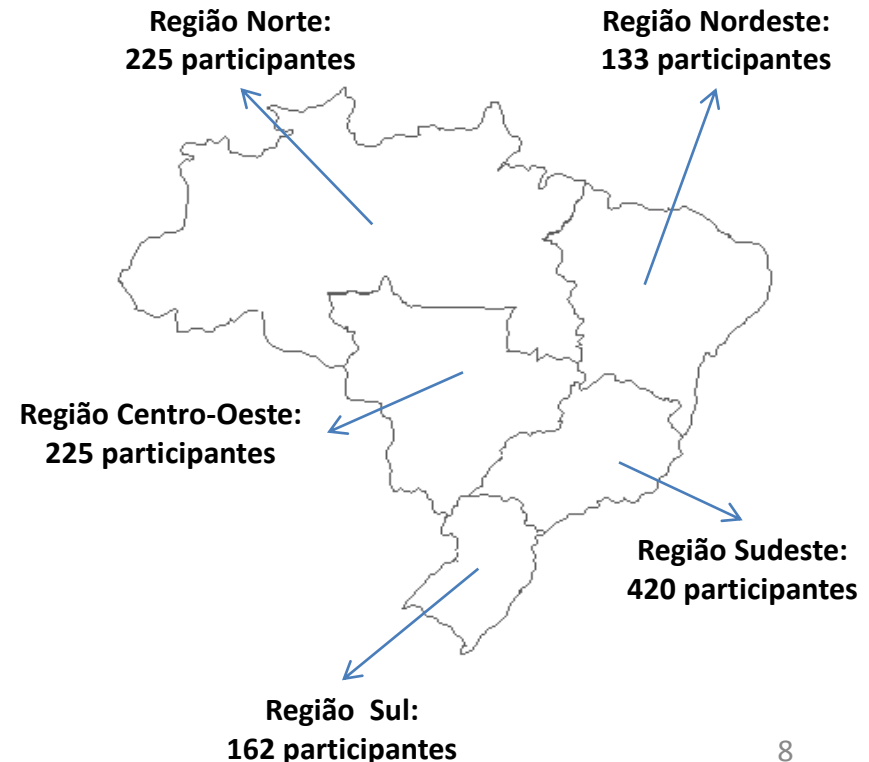 Região Norte:
225 participantes
Região Nordeste:
133 participantes
Região Centro-Oeste:
225 participantes
Região Sudeste:
420 participantes
Região  Sul:
162 participantes
8